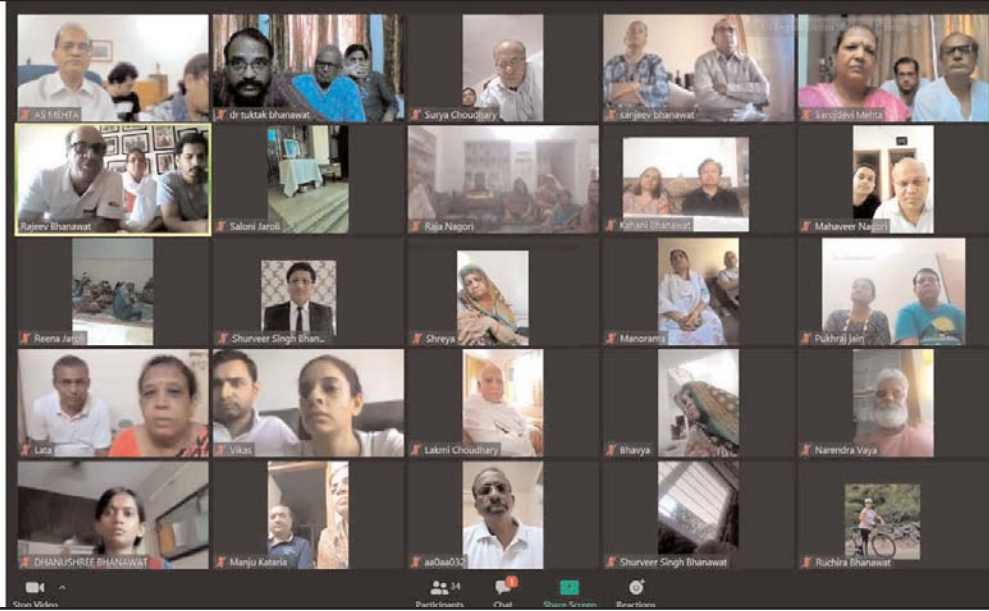 AS MEHTA
dr tuktak bhanawat
Surya Choudhary
sanjeev bhanawat
Sarojdevi Mehta
Rajeev Bhanawat
Saloni Jaroli
Raja Nagori
Kahani Bhanawat
Mahaveer Nagori
Reena Jaroli
Shurveer Singh Bhan...
Shreya
Manorama
Pukhraj Jain
Lata
Vikas
Lakmi Choudhary
Bhavya
Narendra Vaya
DHANUSHREE BHANAWAT
Manju Kataria
aa0aa032
Shurveer Singh Bhanawat
Ruchira Bhanawat
34
1
Stop Video
Participants
Chat
Share Screen
Reactions